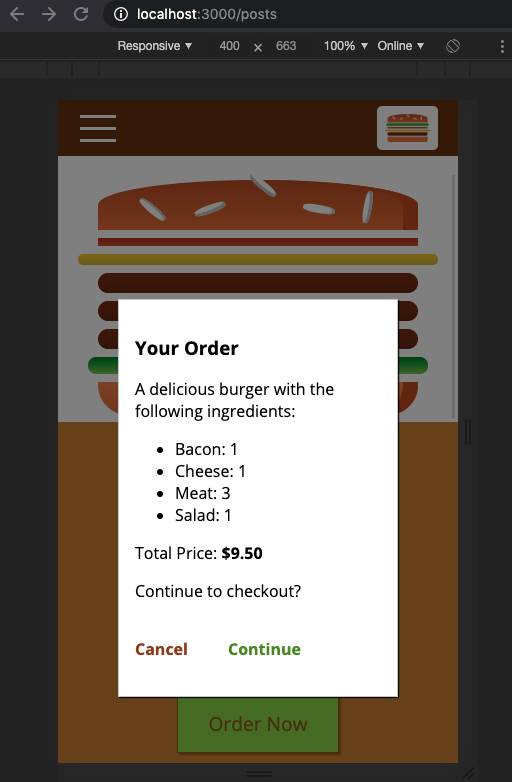 localhost:3000/posts
Responsive ▼ 400 × 663 100% ▼ Online ▼
Your Order
A delicious burger with the
following ingredients:
• Bacon: 1
• Cheese: 1
• Meat: 3
• Salad: 1
Total Price: $9.50
Continue to checkout?
Cancel Continue
Order Now